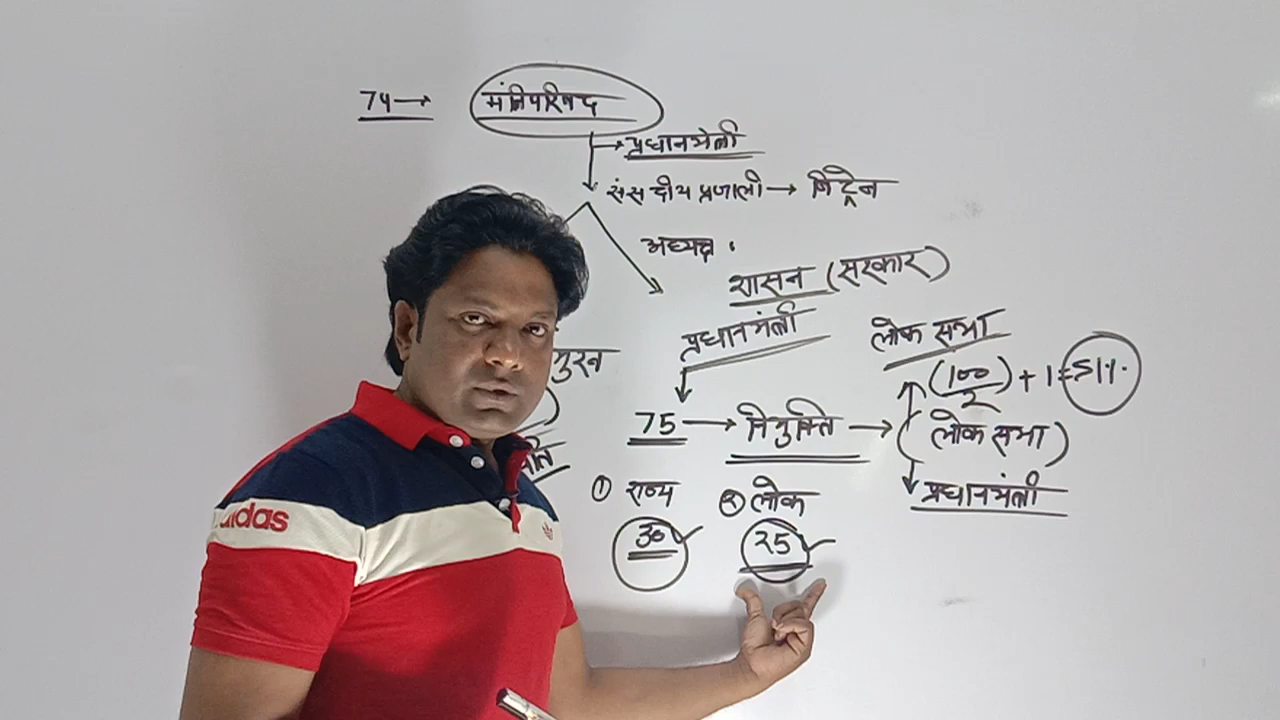 74→ मंत्रिपरिषद
→ प्रधानमंत्री
संसदीय प्रणाली → ब्रिटेन
अध्यक्ष
शासन (सरकार)
प्रधानमंत्री
लोक सभा
(100/2) + 1 = 51%
75 → नियुक्ति → (लोक सभा)
प्रधानमंत्री
① राज्य ② लोक
30 25
adidas